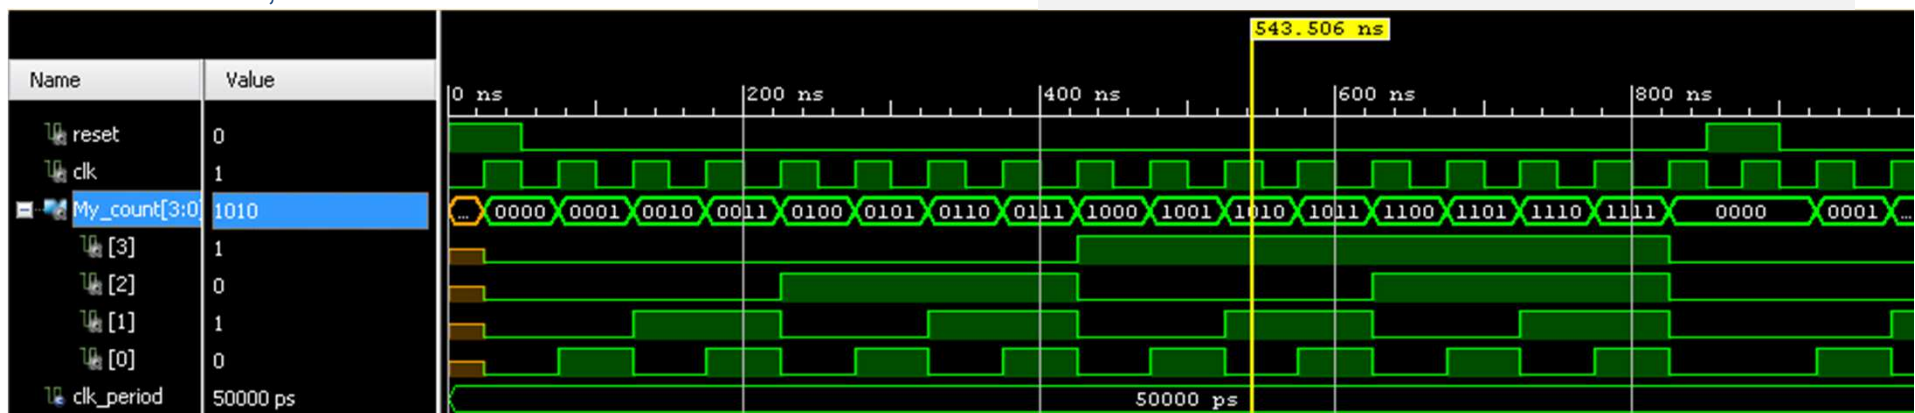 543.506 ns
Name Value
0 ns 200 ns 400 ns 600 ns 800 ns
reset 0
clk 1
My_count[3:0] 1010 ... 0000 0001 0010 0011 0100 0101 0110 0111 1000 1001 1010 1011 1100 1101 1110 1111 0000 0001 ...
[3] 1
[2] 0
[1] 1
[0] 0
clk_period 50000 ps 50000 ps